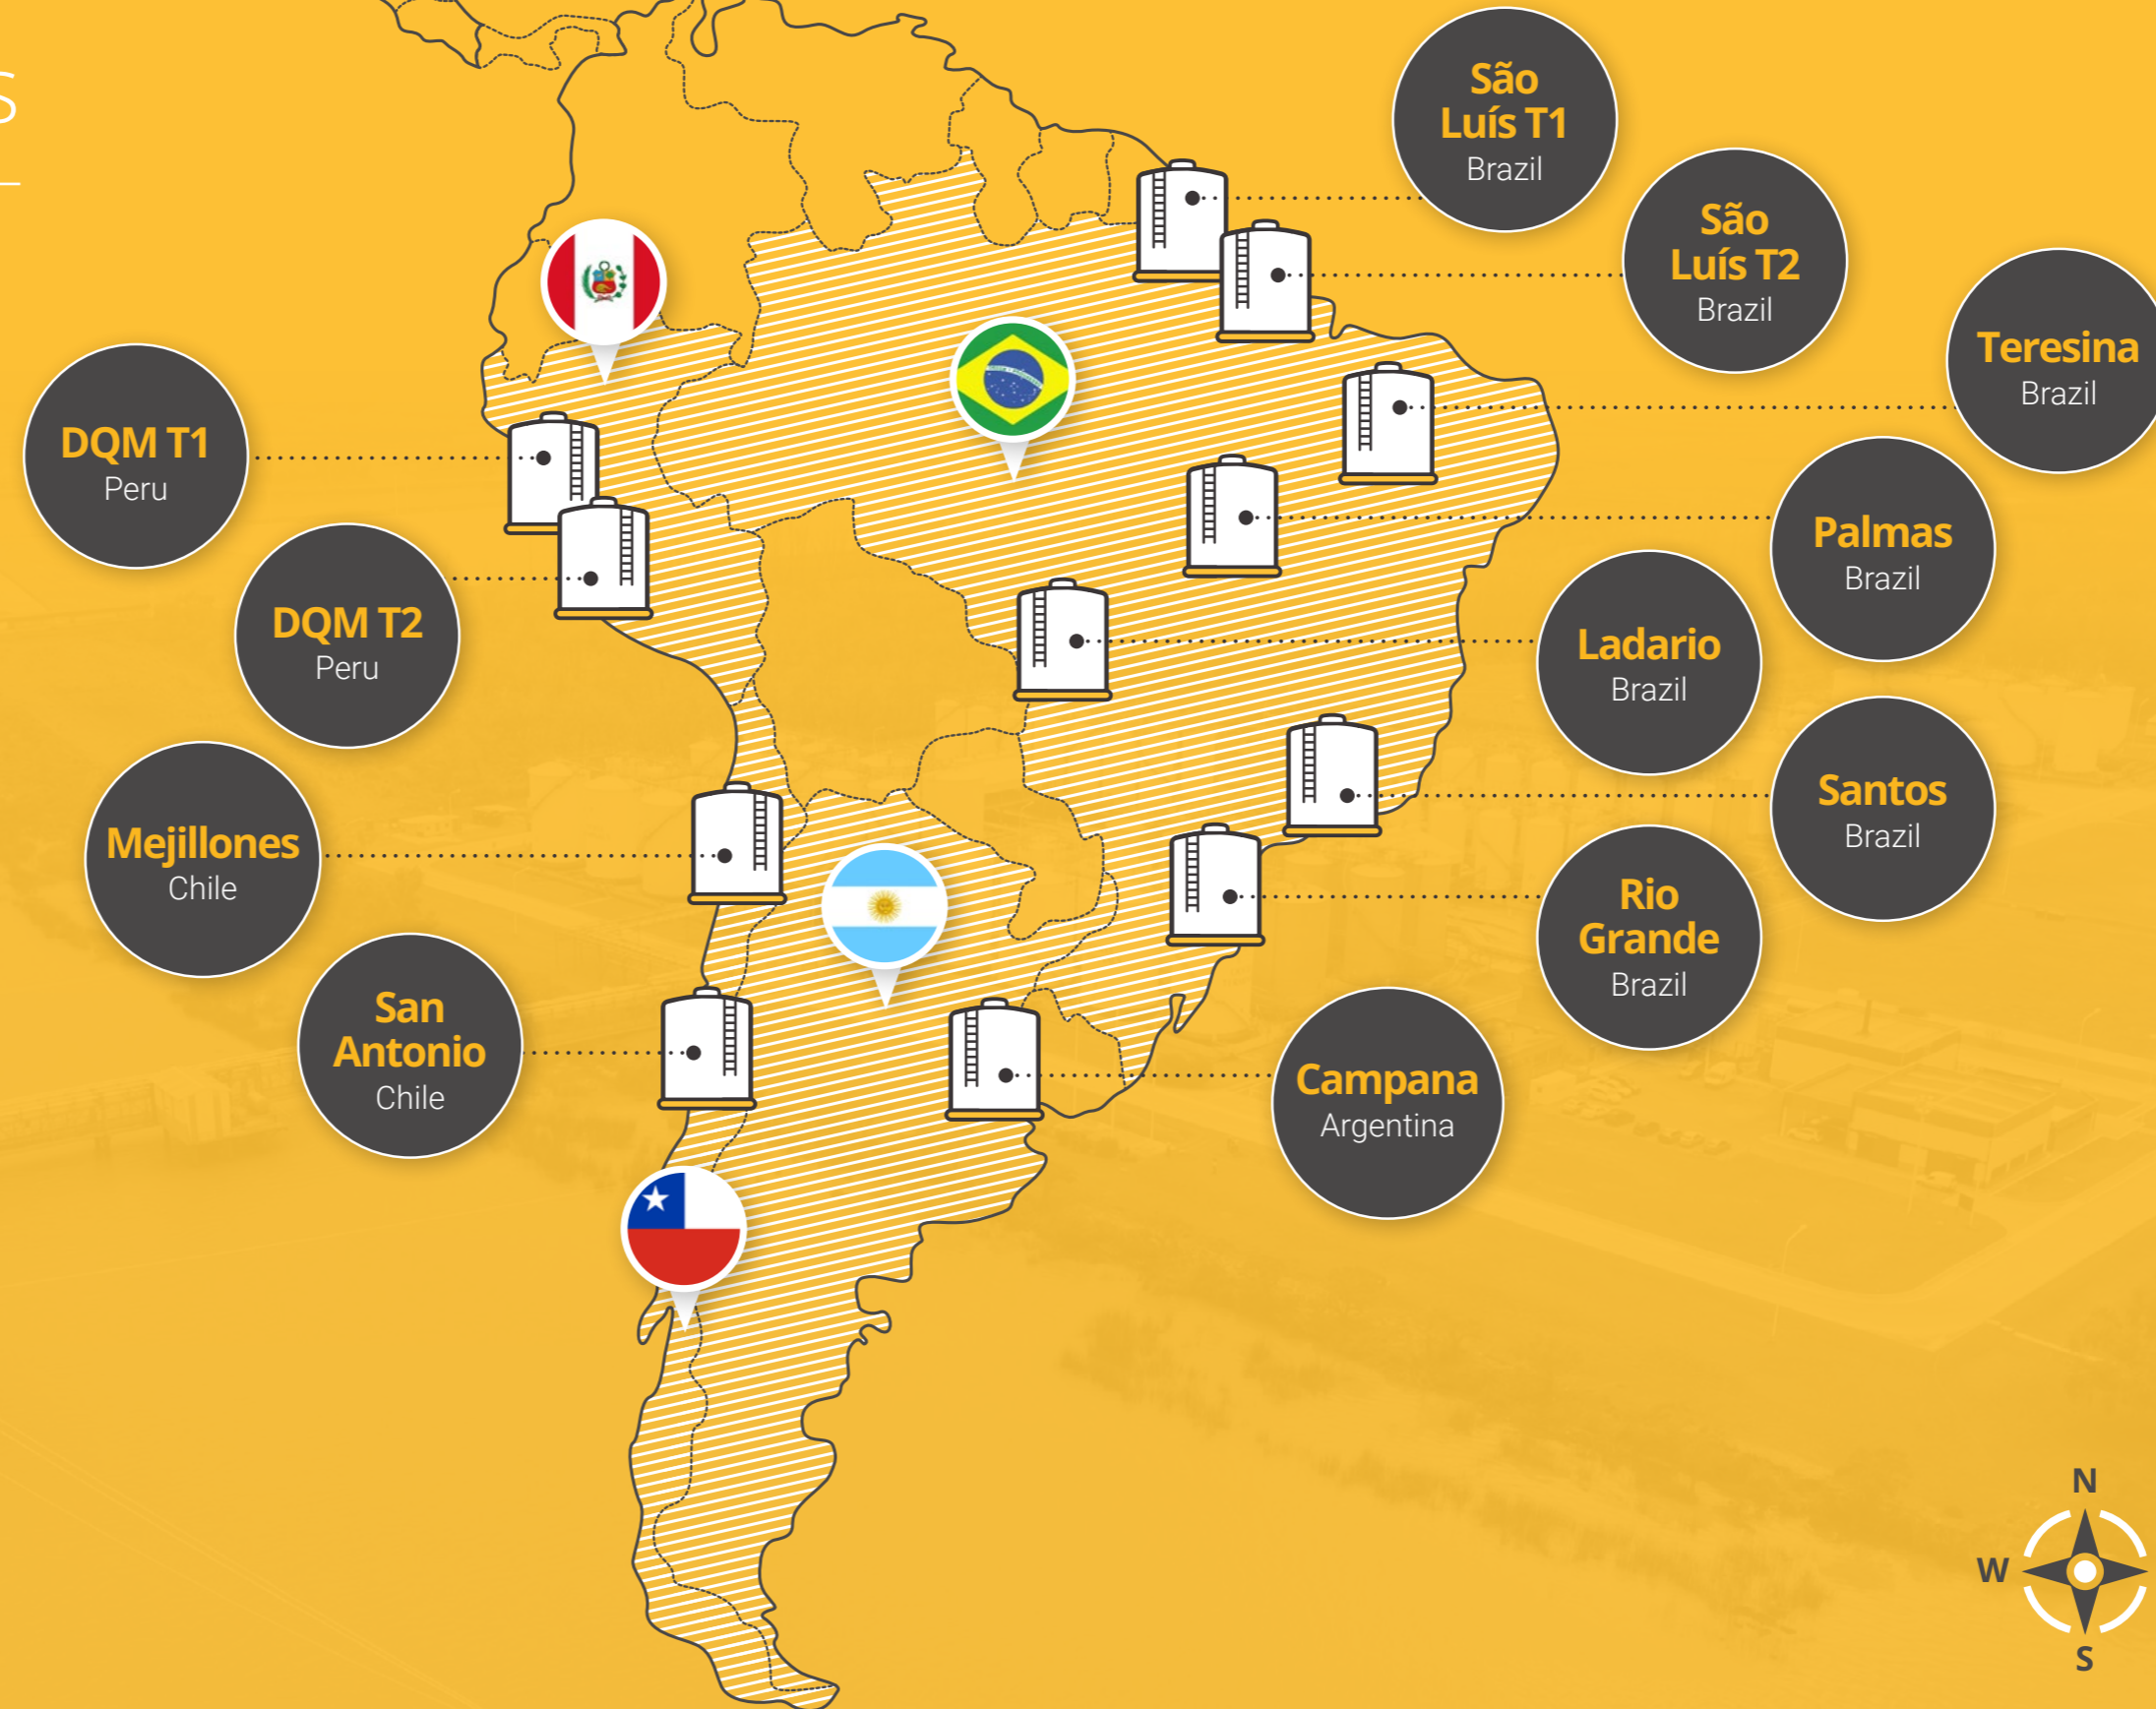 S
São
Luís T1
Brazil
São
Luís T2
Brazil
Teresina
Brazil
DQM T1
Peru
Palmas
Brazil
DQM T2
Peru
Ladario
Brazil
Mejillones
Chile
Santos
Brazil
Rio
Grande
Brazil
San
Antonio
Chile
Campana
Argentina
N
W
S